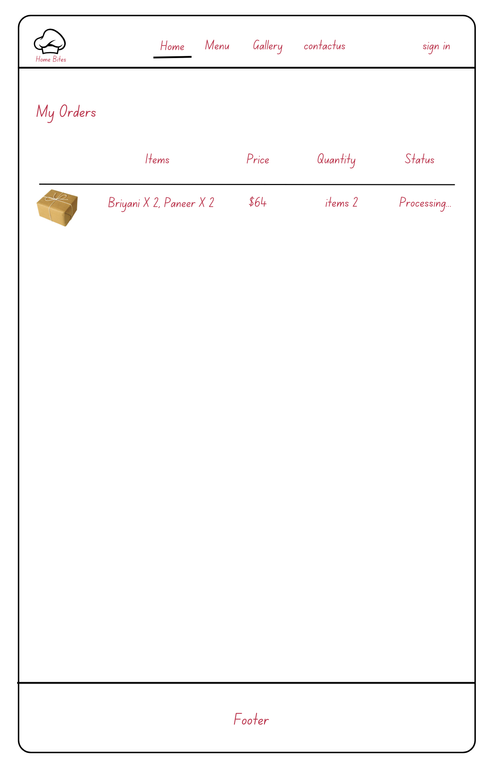 Home Menu Gallery contactus sign in
Home Bites
My Orders
Items Price Quantity Status
Briyani X 2, Paneer X 2 $64 items 2 Processing...
Footer